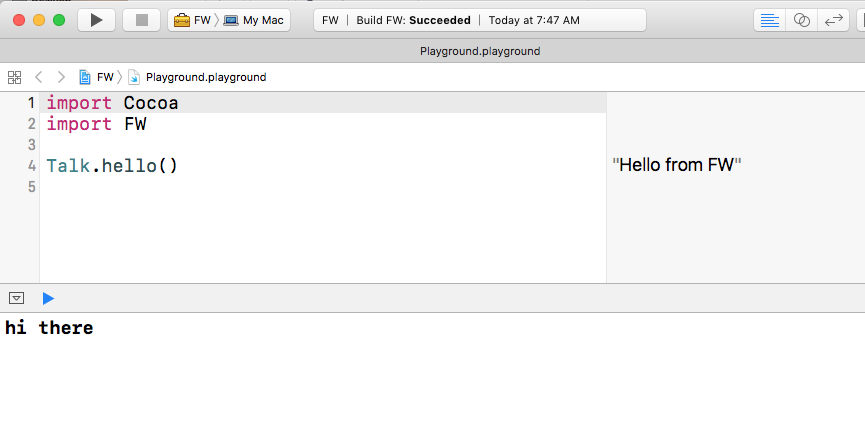 FW 〉 My Mac
FW | Build FW: Succeeded | Today at 7:47 AM
Playground.playground
FW 〉 Playground.playground
1 import Cocoa
2 import FW
3
4 Talk.hello() "Hello from FW"
5
hi there